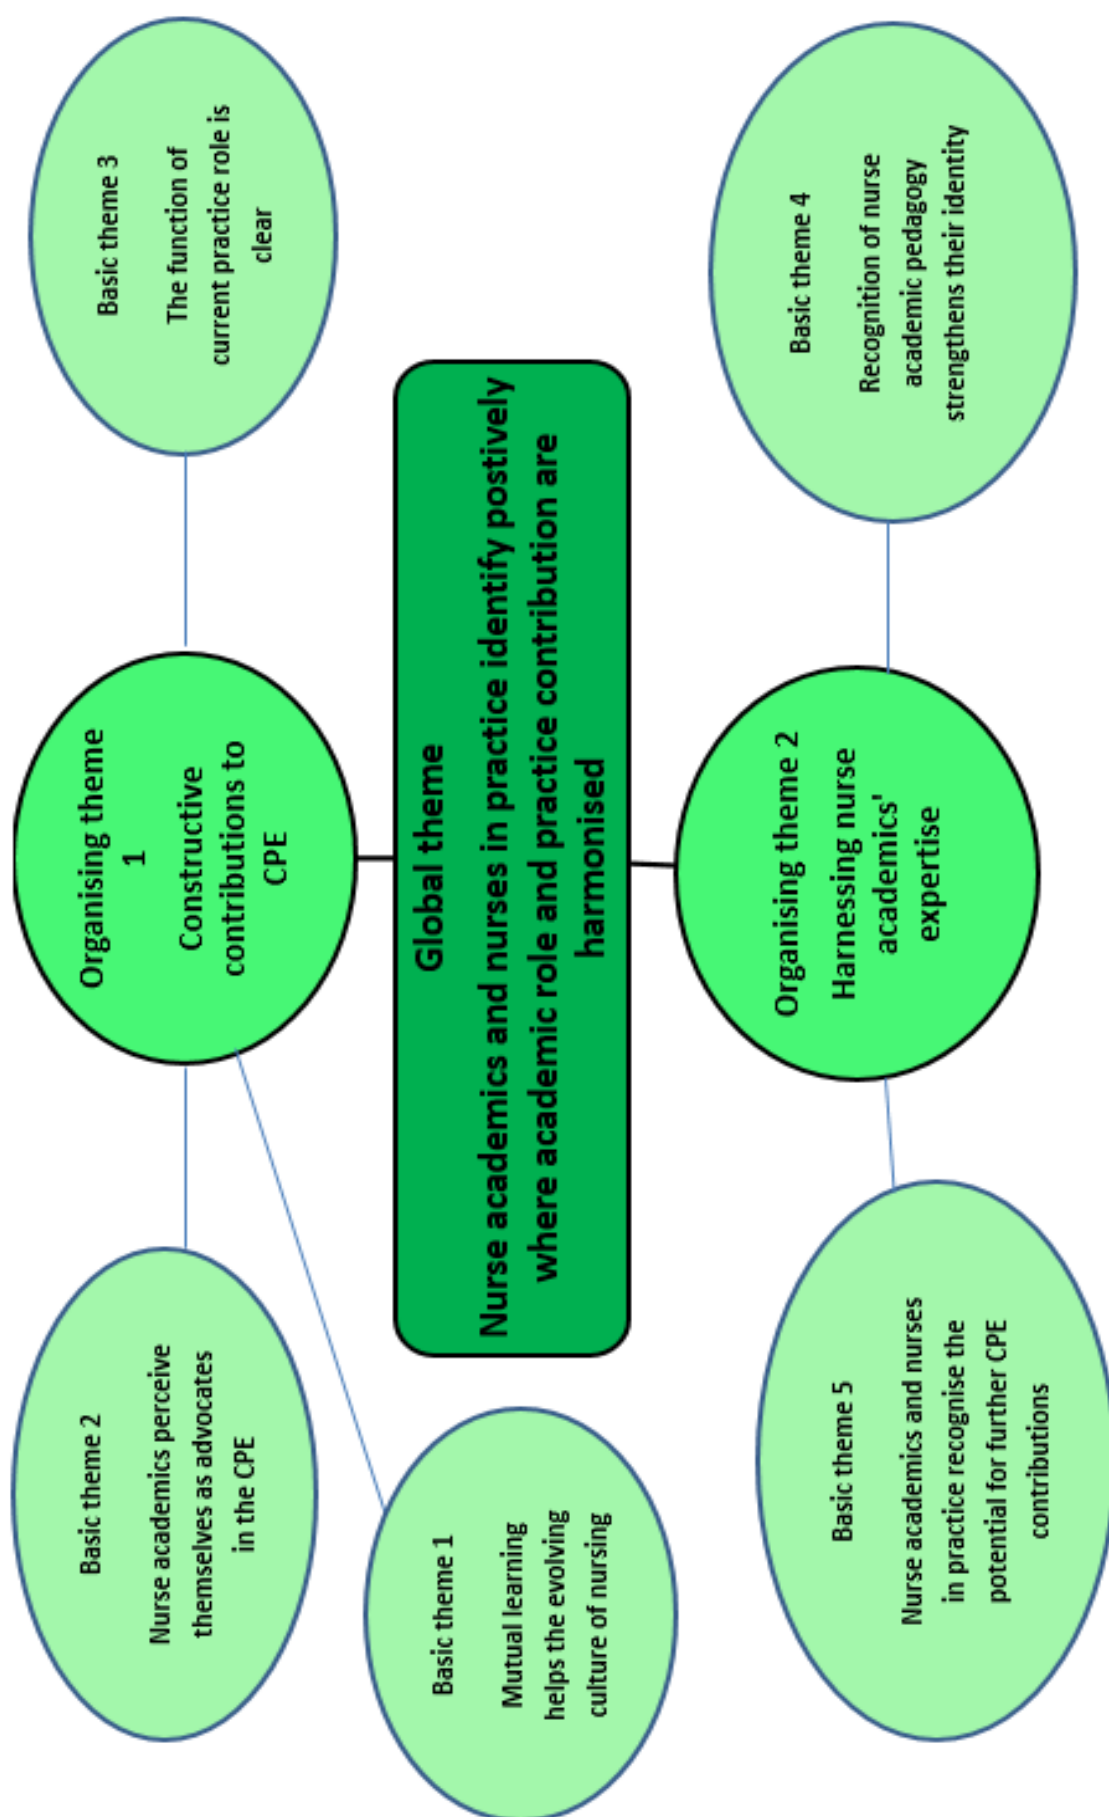 Basic theme 2
Nurse academics perceive
themselves as advocates
in the CPE
Organising theme
1
Constructive
contributions to
CPE
Basic theme 3
The function of
current practice role is
clear
Basic theme 1
Mutual learning
helps the evolving
culture of nursing
Global theme
Nurse academics and nurses in practice identify postively
where academic role and practice contribution are
harmonised
Basic theme 5
Nurse academics and nurses
in practice recognise the
potential for further CPE
contributions
Organising theme 2
Harnessing nurse
academics'
expertise
Basic theme 4
Recognition of nurse
academic pedagogy
strengthens their identity